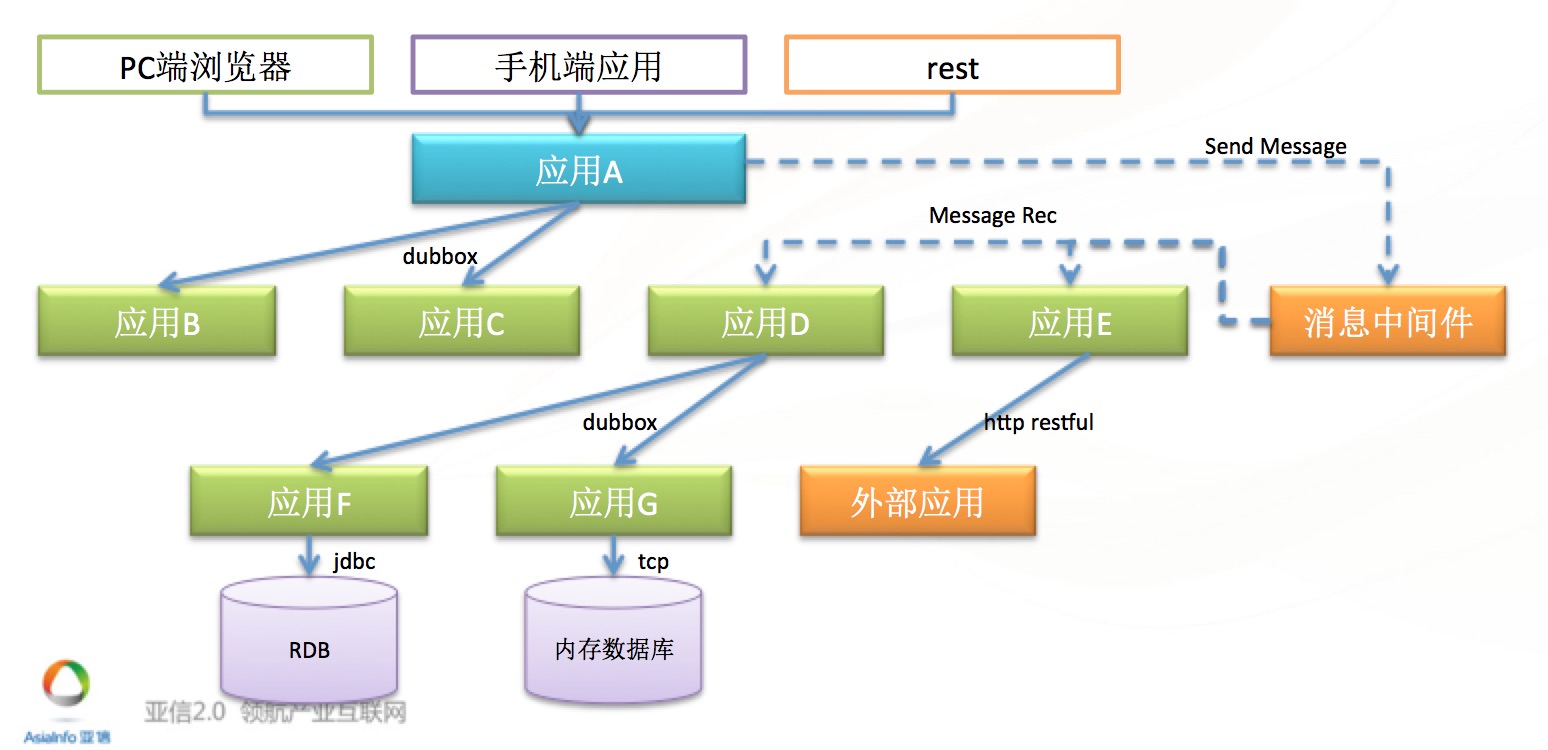 PC端浏览器
手机端应用
rest
应用A
Send Message
Message Rec
dubbox
应用B
应用C
应用D
应用E
消息中间件
dubbox
http restful
应用F
应用G
外部应用
jdbc
tcp
RDB
内存数据库
亚信2.0 领航产业互联网
AsiaInfo 亚信